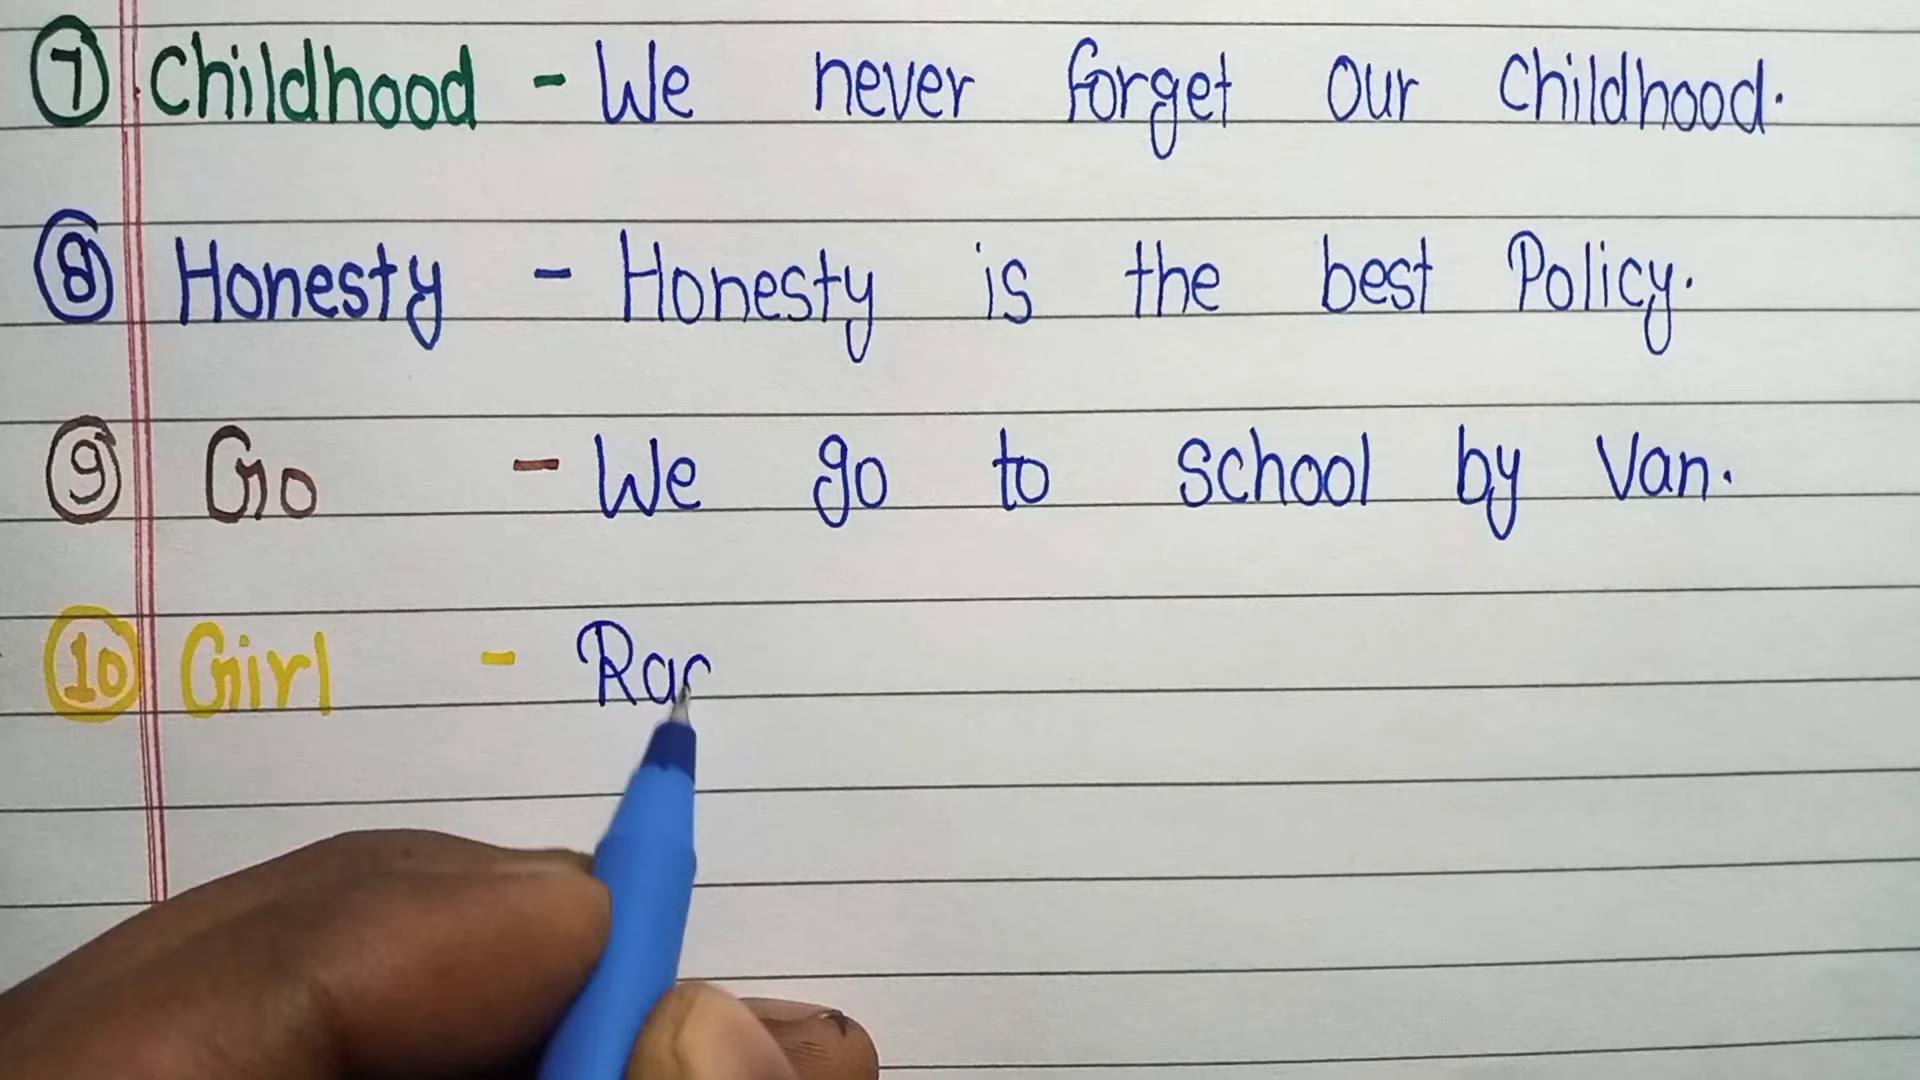 7 Childhood - We never forget our childhood.
8 Honesty - Honesty is the best Policy.
9 Go - We go to school by Van.
10 Girl - Rar